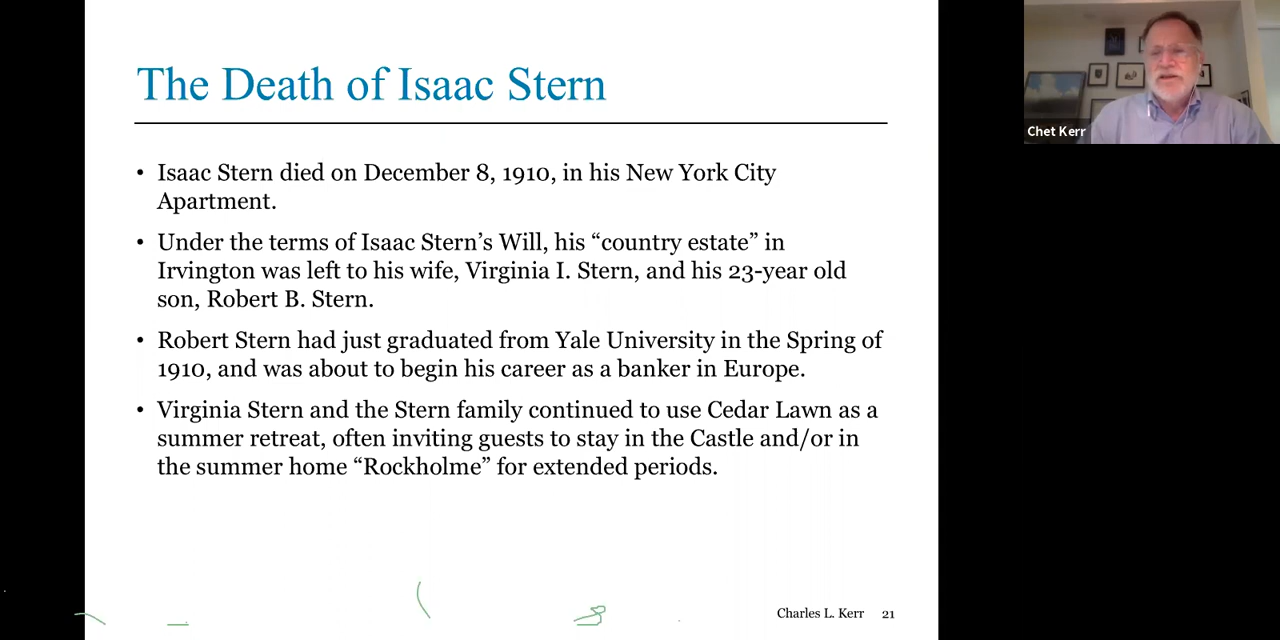 The Death of Isaac Stern
Chet Kerr
• Isaac Stern died on December 8, 1910, in his New York City
Apartment.
• Under the terms of Isaac Stern’s Will, his “country estate” in
Irvington was left to his wife, Virginia I. Stern, and his 23-year old
son, Robert B. Stern.
• Robert Stern had just graduated from Yale University in the Spring of
1910, and was about to begin his career as a banker in Europe.
• Virginia Stern and the Stern family continued to use Cedar Lawn as a
summer retreat, often inviting guests to stay in the Castle and/or in
the summer home “Rockholme” for extended periods.
Charles L. Kerr 21